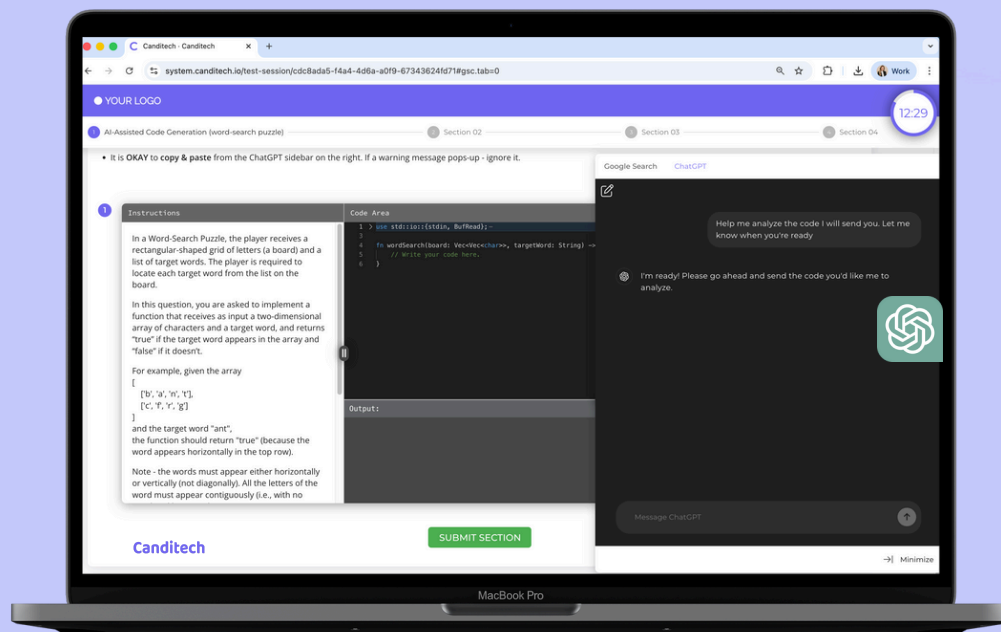 Canditech - Canditech
system.canditech.io/test-session/cdc8ada5-f4a4-4d6a-a0f9-67343624fd71#gsc.tab=0
Work
YOUR LOGO
12:29
1 AI-Assisted Code Generation (word-search puzzle)
Section 02
Section 03
Section 04
• It is OKAY to copy & paste from the ChatGPT sidebar on the right. If a warning message pops-up - ignore it.
1
Instructions
In a Word-Search Puzzle, the player receives a
rectangular-shaped grid of letters (a board) and a
list of target words. The player is required to
locate each target word from the list on the
board.
In this question, you are asked to implement a
function that receives as input a two-dimensional
array of characters and a target word, and returns
"true" if the target word appears in the array and
"false" if it doesn't.
For example, given the array
[
['b', 'a', 'n', 't'],
['c', 'f', 'r', 'g']
]
and the target word "ant",
the function should return "true" (because the
word appears horizontally in the top row).
Note - the words must appear either horizontally
or vertically (not diagonally). All the letters of the
word must appear contiguously (i.e., with no
Code Area
1 > use std::io::{stdin, BufRead};
3
4 fn wordSearch(board: Vec<Vec<char>>, targetWord: String) ->
5 // Write your code here.
6 }
Output:
Google Search ChatGPT
Help me analyze the code I will send you. Let me
know when you're ready
I'm ready! Please go ahead and send the code you'd like me to
analyze.
Message ChatGPT
Minimize
Canditech
SUBMIT SECTION
MacBook Pro